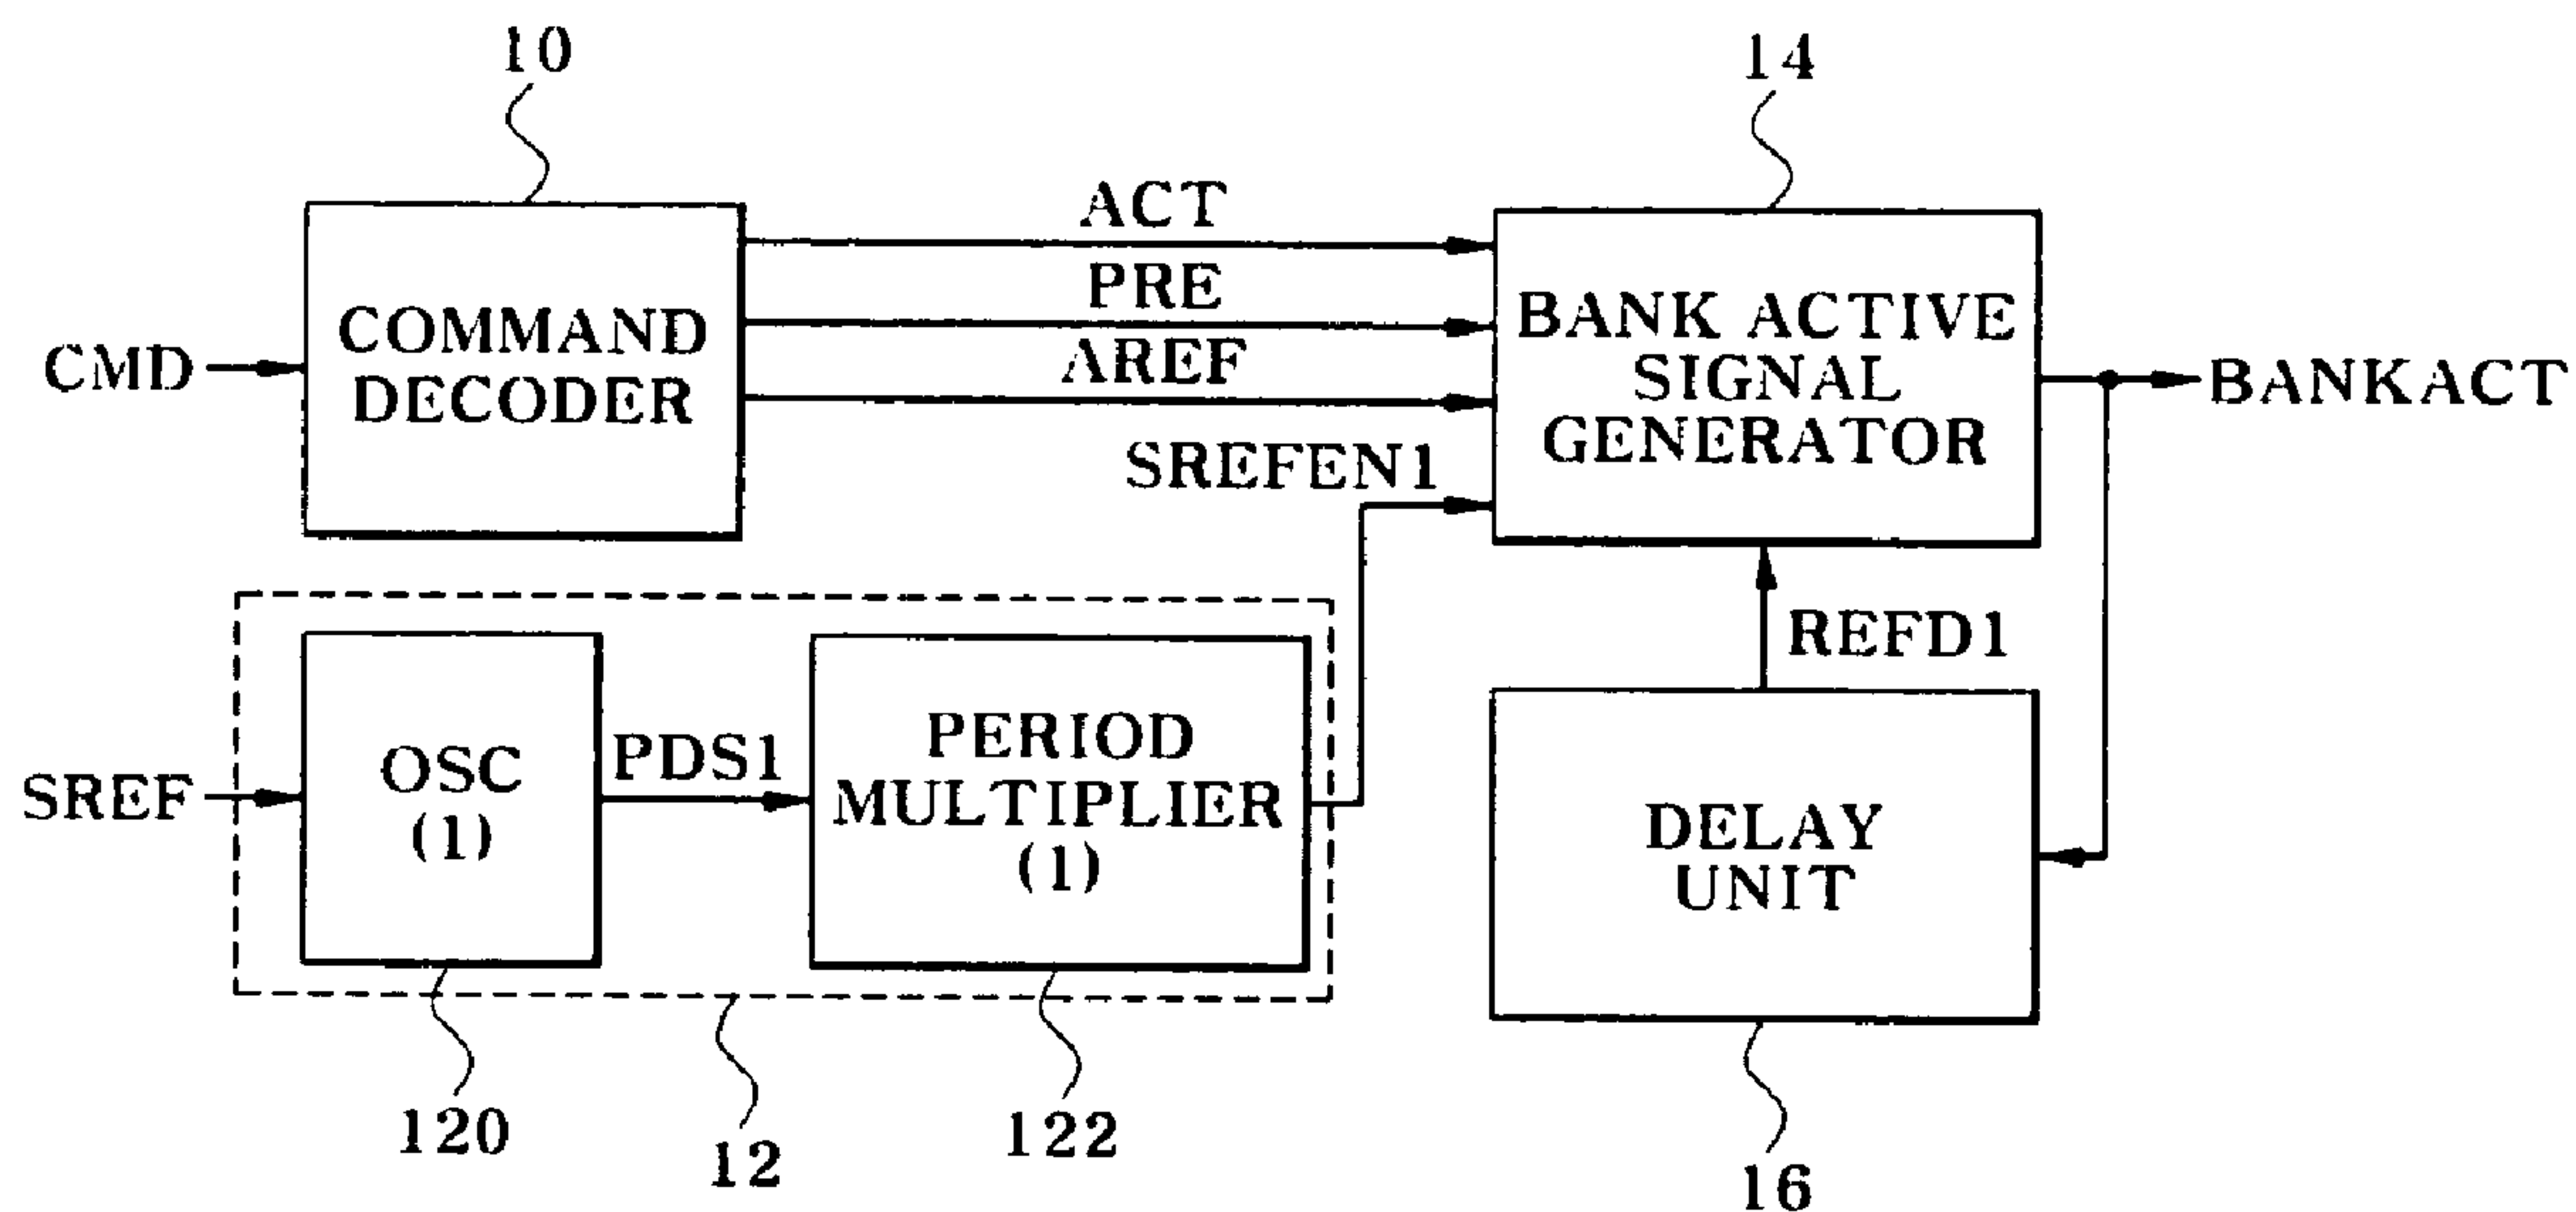 10
14
ACT
PRE
AREF
SREFEN1
CMD
COMMAND
DECODER
BANK ACTIVE
SIGNAL
GENERATOR
BANKACT
REFD1
SREF
OSC
(1)
PDS1
PERIOD
MULTIPLIER
(1)
DELAY
UNIT
120
12
122
16